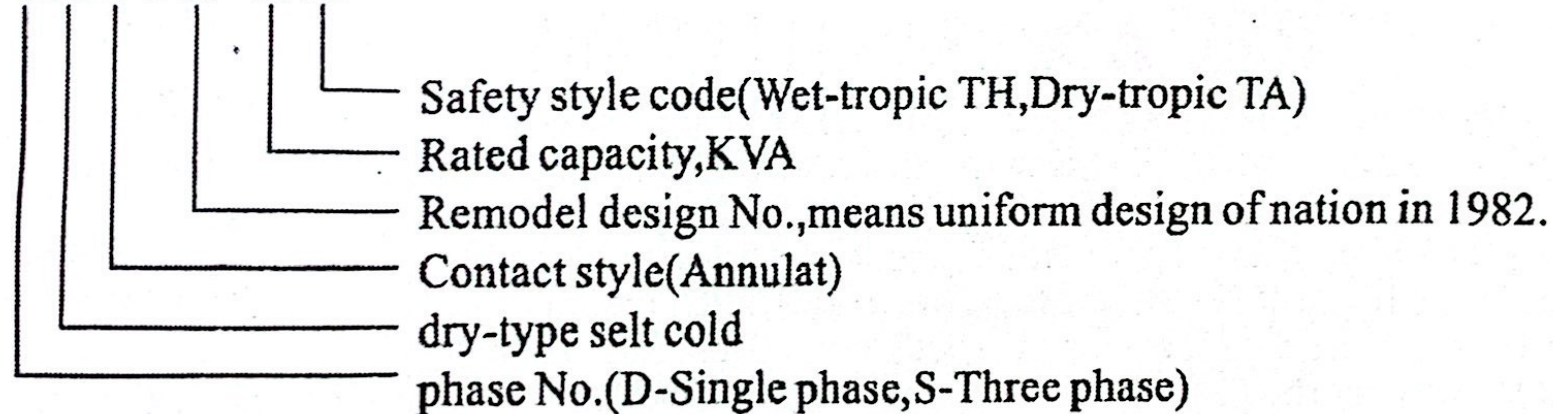 Safety style code(Wet-tropic TH,Dry-tropic TA)
Rated capacity,KVA
Remodel design No.,means uniform design of nation in 1982.
Contact style(Annulat)
dry-type selt cold
phase No.(D-Single phase,S-Three phase)